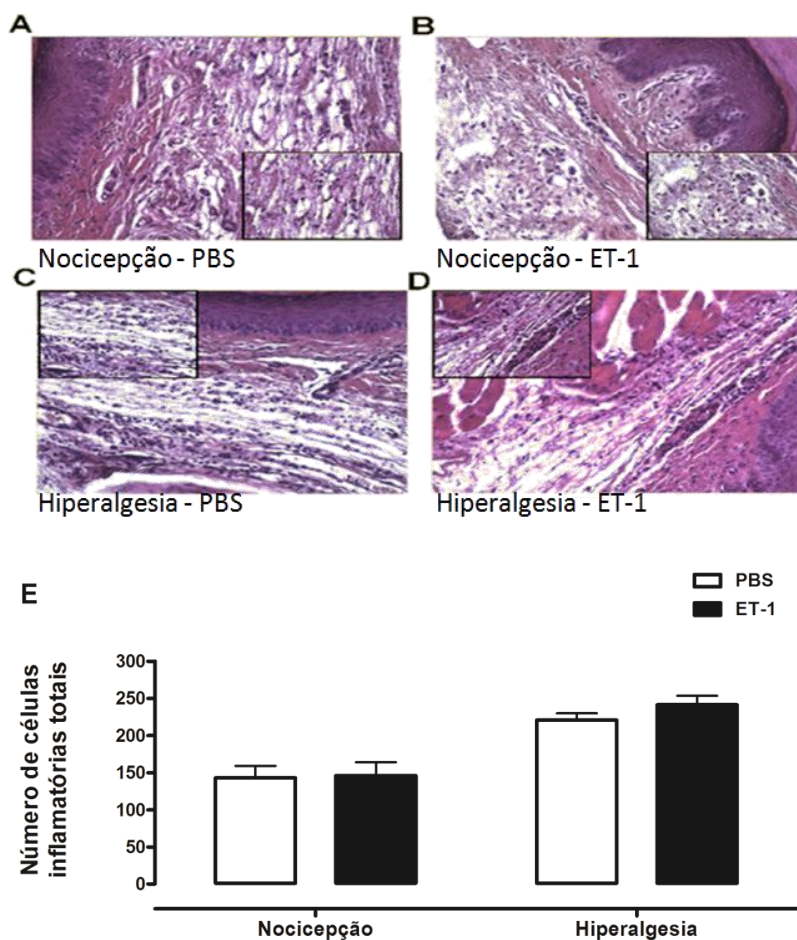 A
B
Nocicepção - PBS
Nocicepção - ET-1
C
D
Hiperalgesia - PBS
Hiperalgesia - ET-1
E
PBS
ET-1
Número de células
inflamatórias totais
300
250
200
150
100
50
0
Nocicepção
Hiperalgesia